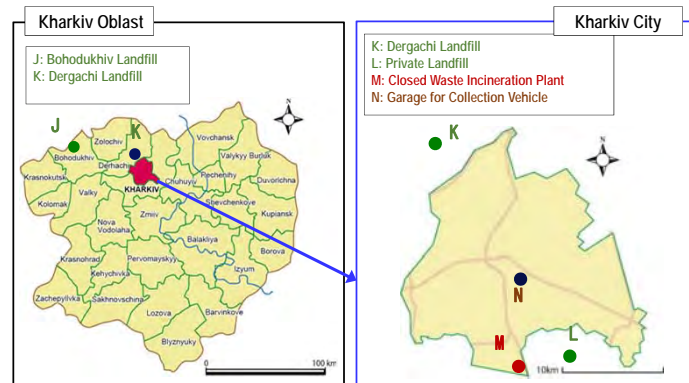 Kharkiv Oblast
J: Bohodukhiv Landfill
K: Dergachi Landfill
N
J
K
Zolochiv
Vovchansk
Bohodukhiv
Derhachi
Valykyy Burluk
Krasnokutsk
Pechenihy
Dvorichna
Valky
KHARKIV
Chuhuyiv
Kolomak
Shevchenkove
Kupiansk
Zmiiv
Nova
Vodolaha
Balakliya
Borova
Krasnohrad
Pervomayskyy
Izyum
Kehychivka
Zachepylivka
Sakhnovschina
Lozova
Barvinkove
Blyznyuky
100 km
Kharkiv City
K: Dergachi Landfill
L: Private Landfill
M: Closed Waste Incineration Plant
N: Garage for Collection Vehicle
K
N
N
M
L
10km